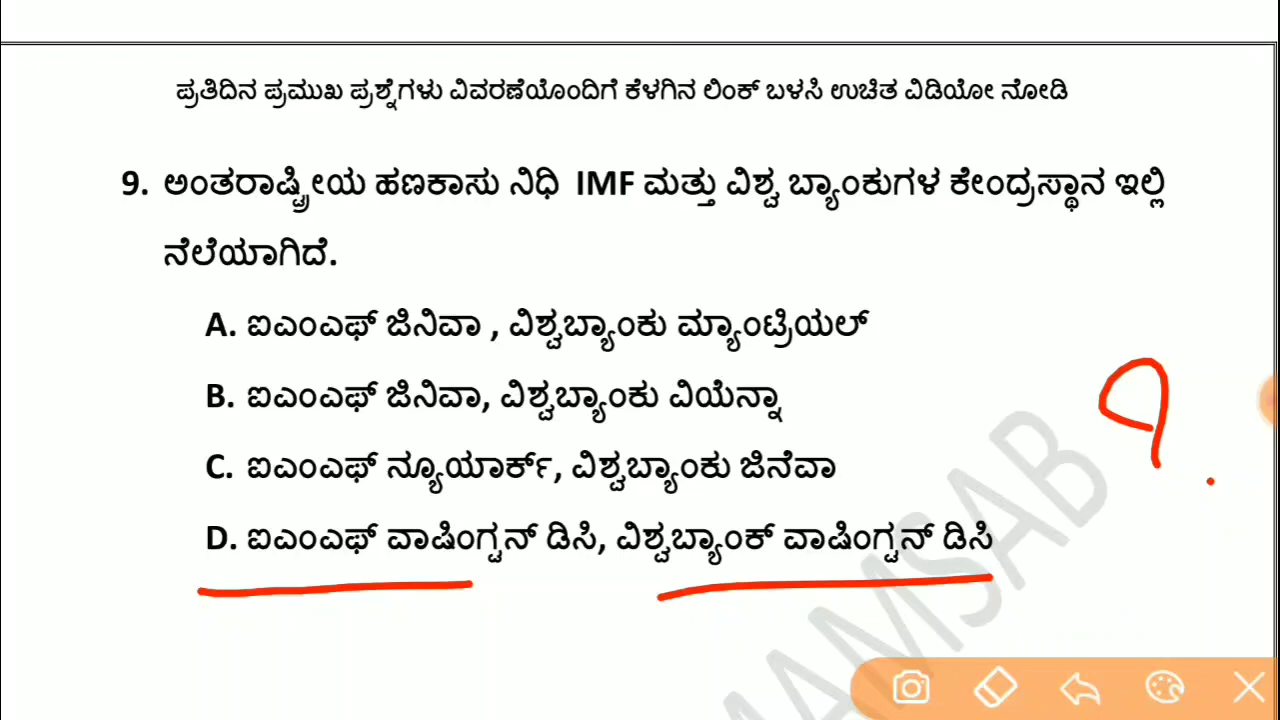 ಪ್ರತಿದಿನ ಪ್ರಮುಖ ಪ್ರಶ್ನೆಗಳು ವಿವರಣೆಯೊಂದಿಗೆ ಕೆಳಗಿನ ಲಿಂಕ್ ಬಳಸಿ ಉಚಿತ ವಿಡಿಯೋ ನೋಡಿ
9. ಅಂತರಾಷ್ಟ್ರೀಯ ಹಣಕಾಸು ನಿಧಿ IMF ಮತ್ತು ವಿಶ್ವ ಬ್ಯಾಂಕುಗಳ ಕೇಂದ್ರಸ್ಥಾನ ಇಲ್ಲಿ
ನೆಲೆಯಾಗಿದೆ.
A. ಐಎಂಎಫ್ ಜಿನಿವಾ , ವಿಶ್ವಬ್ಯಾಂಕು ಮ್ಯಾಂಟ್ರಿಯಲ್
B. ಐಎಂಎಫ್ ಜಿನಿವಾ, ವಿಶ್ವಬ್ಯಾಂಕು ವಿಯೆನ್ನಾ
C. ಐಎಂಎಫ್ ನ್ಯೂಯಾರ್ಕ್, ವಿಶ್ವಬ್ಯಾಂಕು ಜಿನೆವಾ
D. ಐಎಂಎಫ್ ವಾಷಿಂಗ್ಟನ್ ಡಿಸಿ, ವಿಶ್ವಬ್ಯಾಂಕ್ ವಾಷಿಂಗ್ಟನ್ ಡಿಸಿ